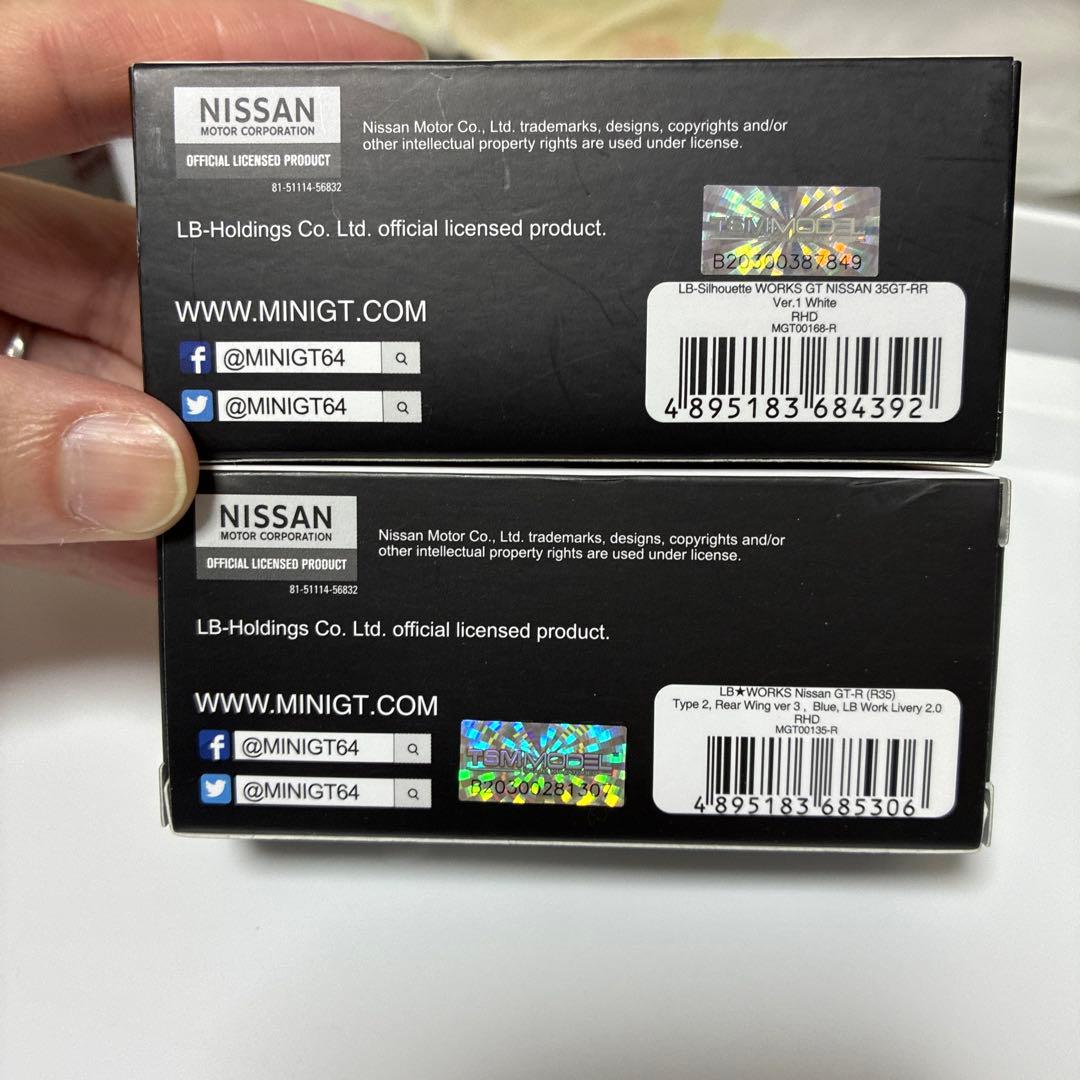 NISSAN
MOTOR CORPORATION
OFFICIAL LICENSED PRODUCT
81-51114-56832
Nissan Motor Co., Ltd. trademarks, designs, copyrights and/or
other intellectual property rights are used under license.
LB-Holdings Co. Ltd. official licensed product.
TSMMODEL
B20300387849
WWW.MINIGT.COM
@MINIGT64
@MINIGT64
LB-Silhouette WORKS GT NISSAN 35GT-RR
Ver.1 White
RHD
MGT00168-R
4 895183 684392
NISSAN
MOTOR CORPORATION
OFFICIAL LICENSED PRODUCT
81-51114-56832
Nissan Motor Co., Ltd. trademarks, designs, copyrights and/or
other intellectual property rights are used under license.
LB-Holdings Co. Ltd. official licensed product.
WWW.MINIGT.COM
@MINIGT64
@MINIGT64
TSMMODEL
B20300281307
LB★WORKS Nissan GT-R (R35)
Type 2, Rear Wing ver 3 , Blue, LB Work Livery 2.0
RHD
MGT00135-R
4 895183 685306